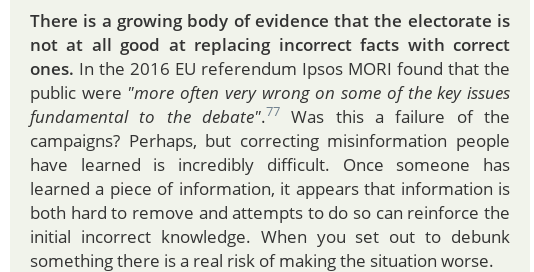 There is a growing body of evidence that the electorate is
not at all good at replacing incorrect facts with correct
ones. In the 2016 EU referendum Ipsos MORI found that the
public were "more often very wrong on some of the key issues
fundamental to the debate".77 Was this a failure of the
campaigns? Perhaps, but correcting misinformation people
have learned is incredibly difficult. Once someone has
learned a piece of information, it appears that information is
both hard to remove and attempts to do so can reinforce the
initial incorrect knowledge. When you set out to debunk
something there is a real risk of making the situation worse.